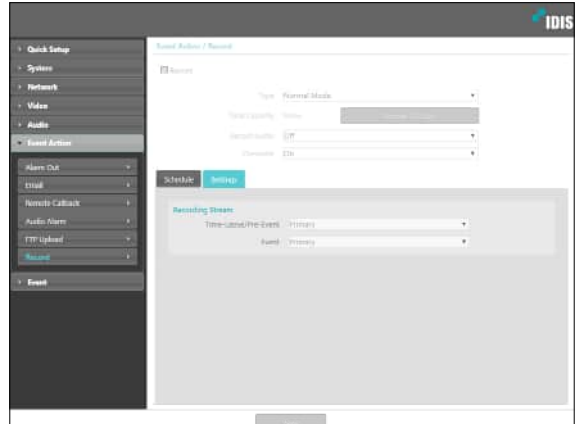 IDIS
Quick Setup
System
Network
Video
Audio
Event Action
Alarm Out
Email
Remote Callback
Audio Alarm
FTP Upload
Record
Event
Event Action / Record
Record
Type Normal Mode
Record Audio Off
Overwrite On
Schedule Settings
Recording Stream
Time-Lapse/Pre-Event Primary
Event Primary